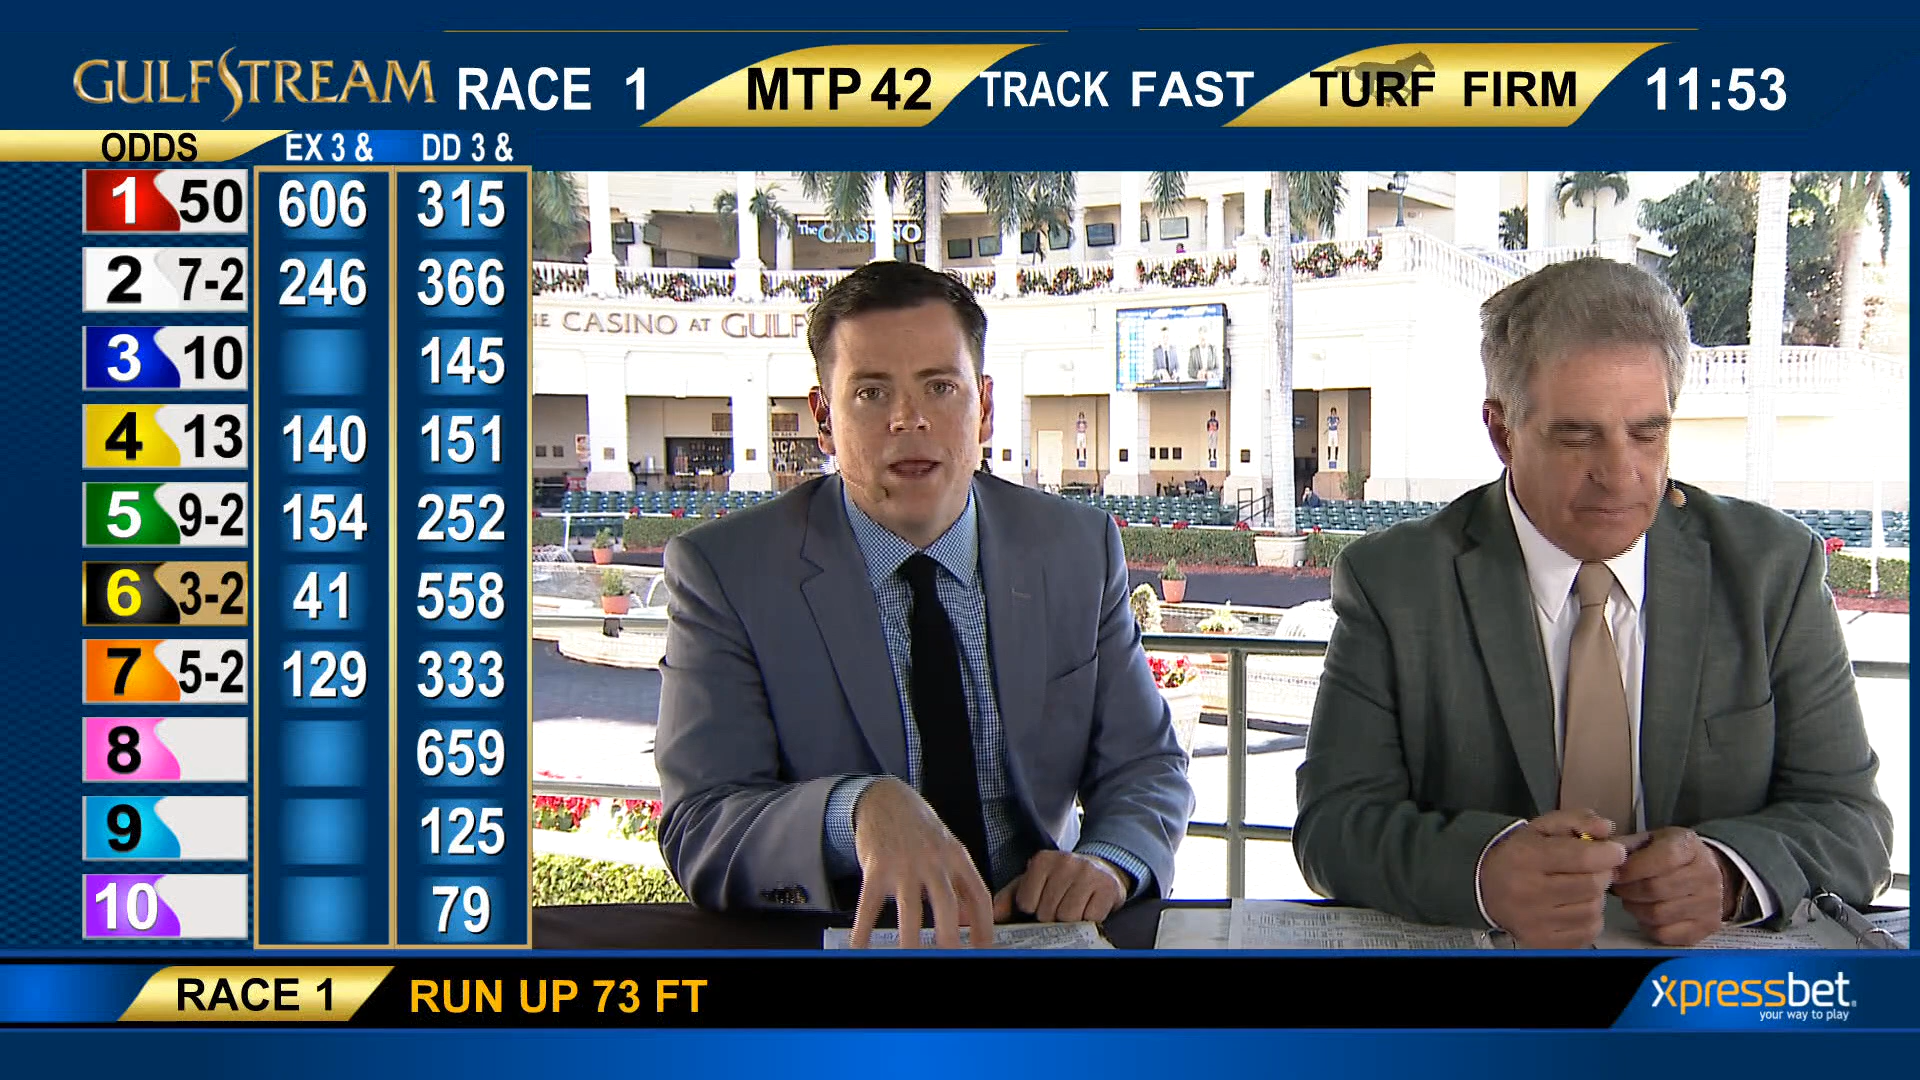 GULFSTREAM RACE 1 MTP 42 TRACK FAST TURF FIRM 11:53
ODDS EX 3 & DD 3 &
1 50 606 315
2 7-2 246 366
3 10 145
4 13 140 151
5 9-2 154 252
6 3-2 41 558
7 5-2 129 333
8 659
9 125
10 79
The CASINO
CASINO AT GULFS
RACE 1 RUN UP 73 FT
xpressbet.
your way to play